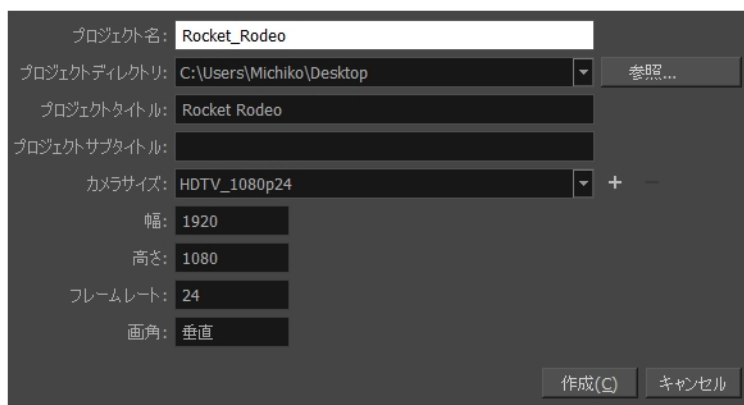 プロジェクト名: Rocket_Rodeo
プロジェクトディレクトリ: C:\Users\Michiko\Desktop 参照...
プロジェクトタイトル: Rocket Rodeo
プロジェクトサブタイトル:
カメラサイズ: HDTV_1080p24
幅: 1920
高さ: 1080
フレームレート: 24
画角: 垂直
作成(C) キャンセル